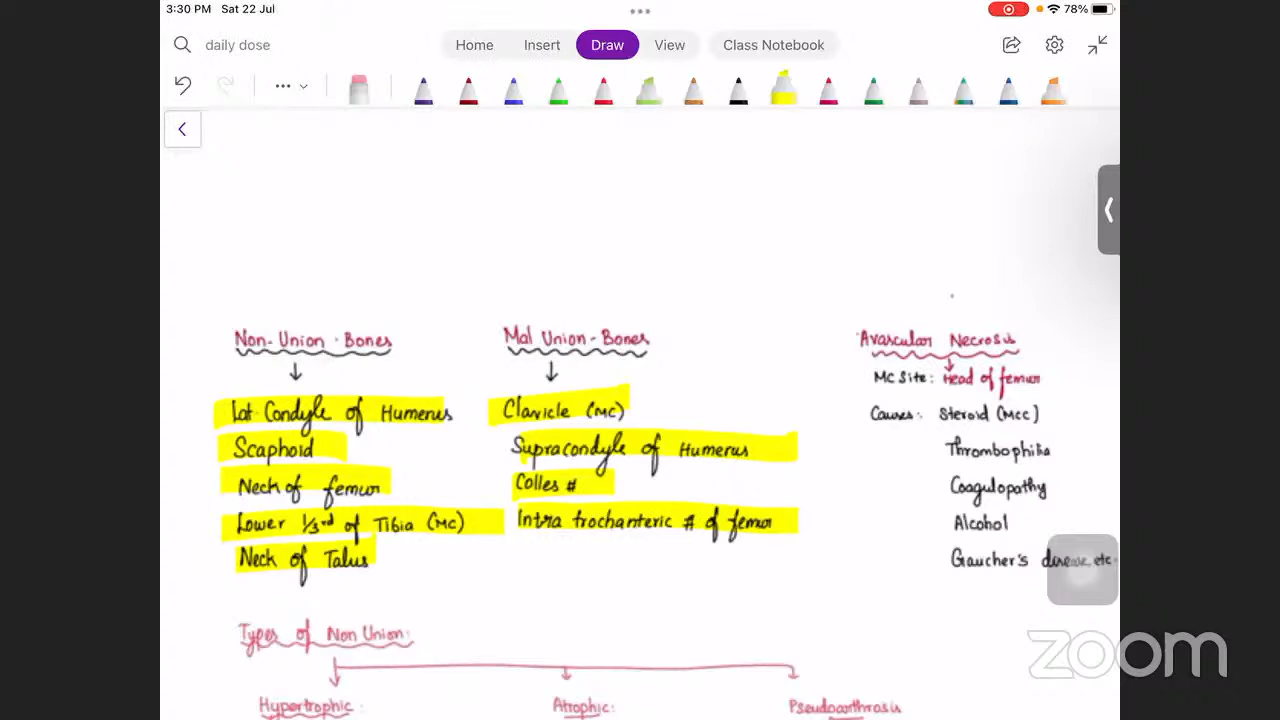 3:30 PM Sat 22 Jul
78%
daily dose
Home Insert Draw View Class Notebook
Non-Union-Bones
Lat. Condyle of Humerus
Scaphoid
Neck of femur
Lower 1/3rd of Tibia (MC)
Neck of Talus
Mal Union-Bones
Clavicle (MC)
Supracondyle of Humerus
Colles #
Intra trochanteric # of femur
Avascular Necrosis
MC Site: Head of femur
Causes: Steroid (MCC)
Thrombophilia
Coagulopathy
Alcohol
Gaucher's disease, etc.
Types of Non Union:
Hypertrophic: Atrophic: Pseudoarthrosis
zoom